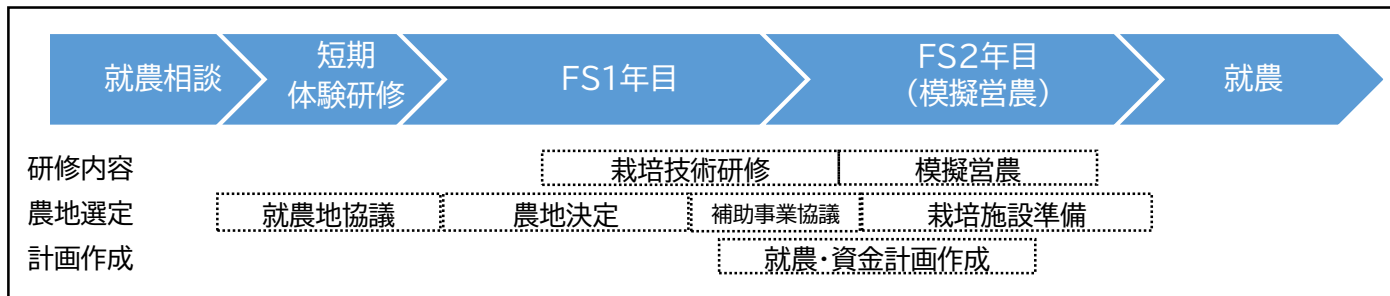 就農相談
短期
体験研修
FS1年目
FS2年目
（模擬営農）
就農
研修内容
栽培技術研修
模擬営農
農地選定
就農地協議
農地決定
補助事業協議
栽培施設準備
計画作成
就農・資金計画作成